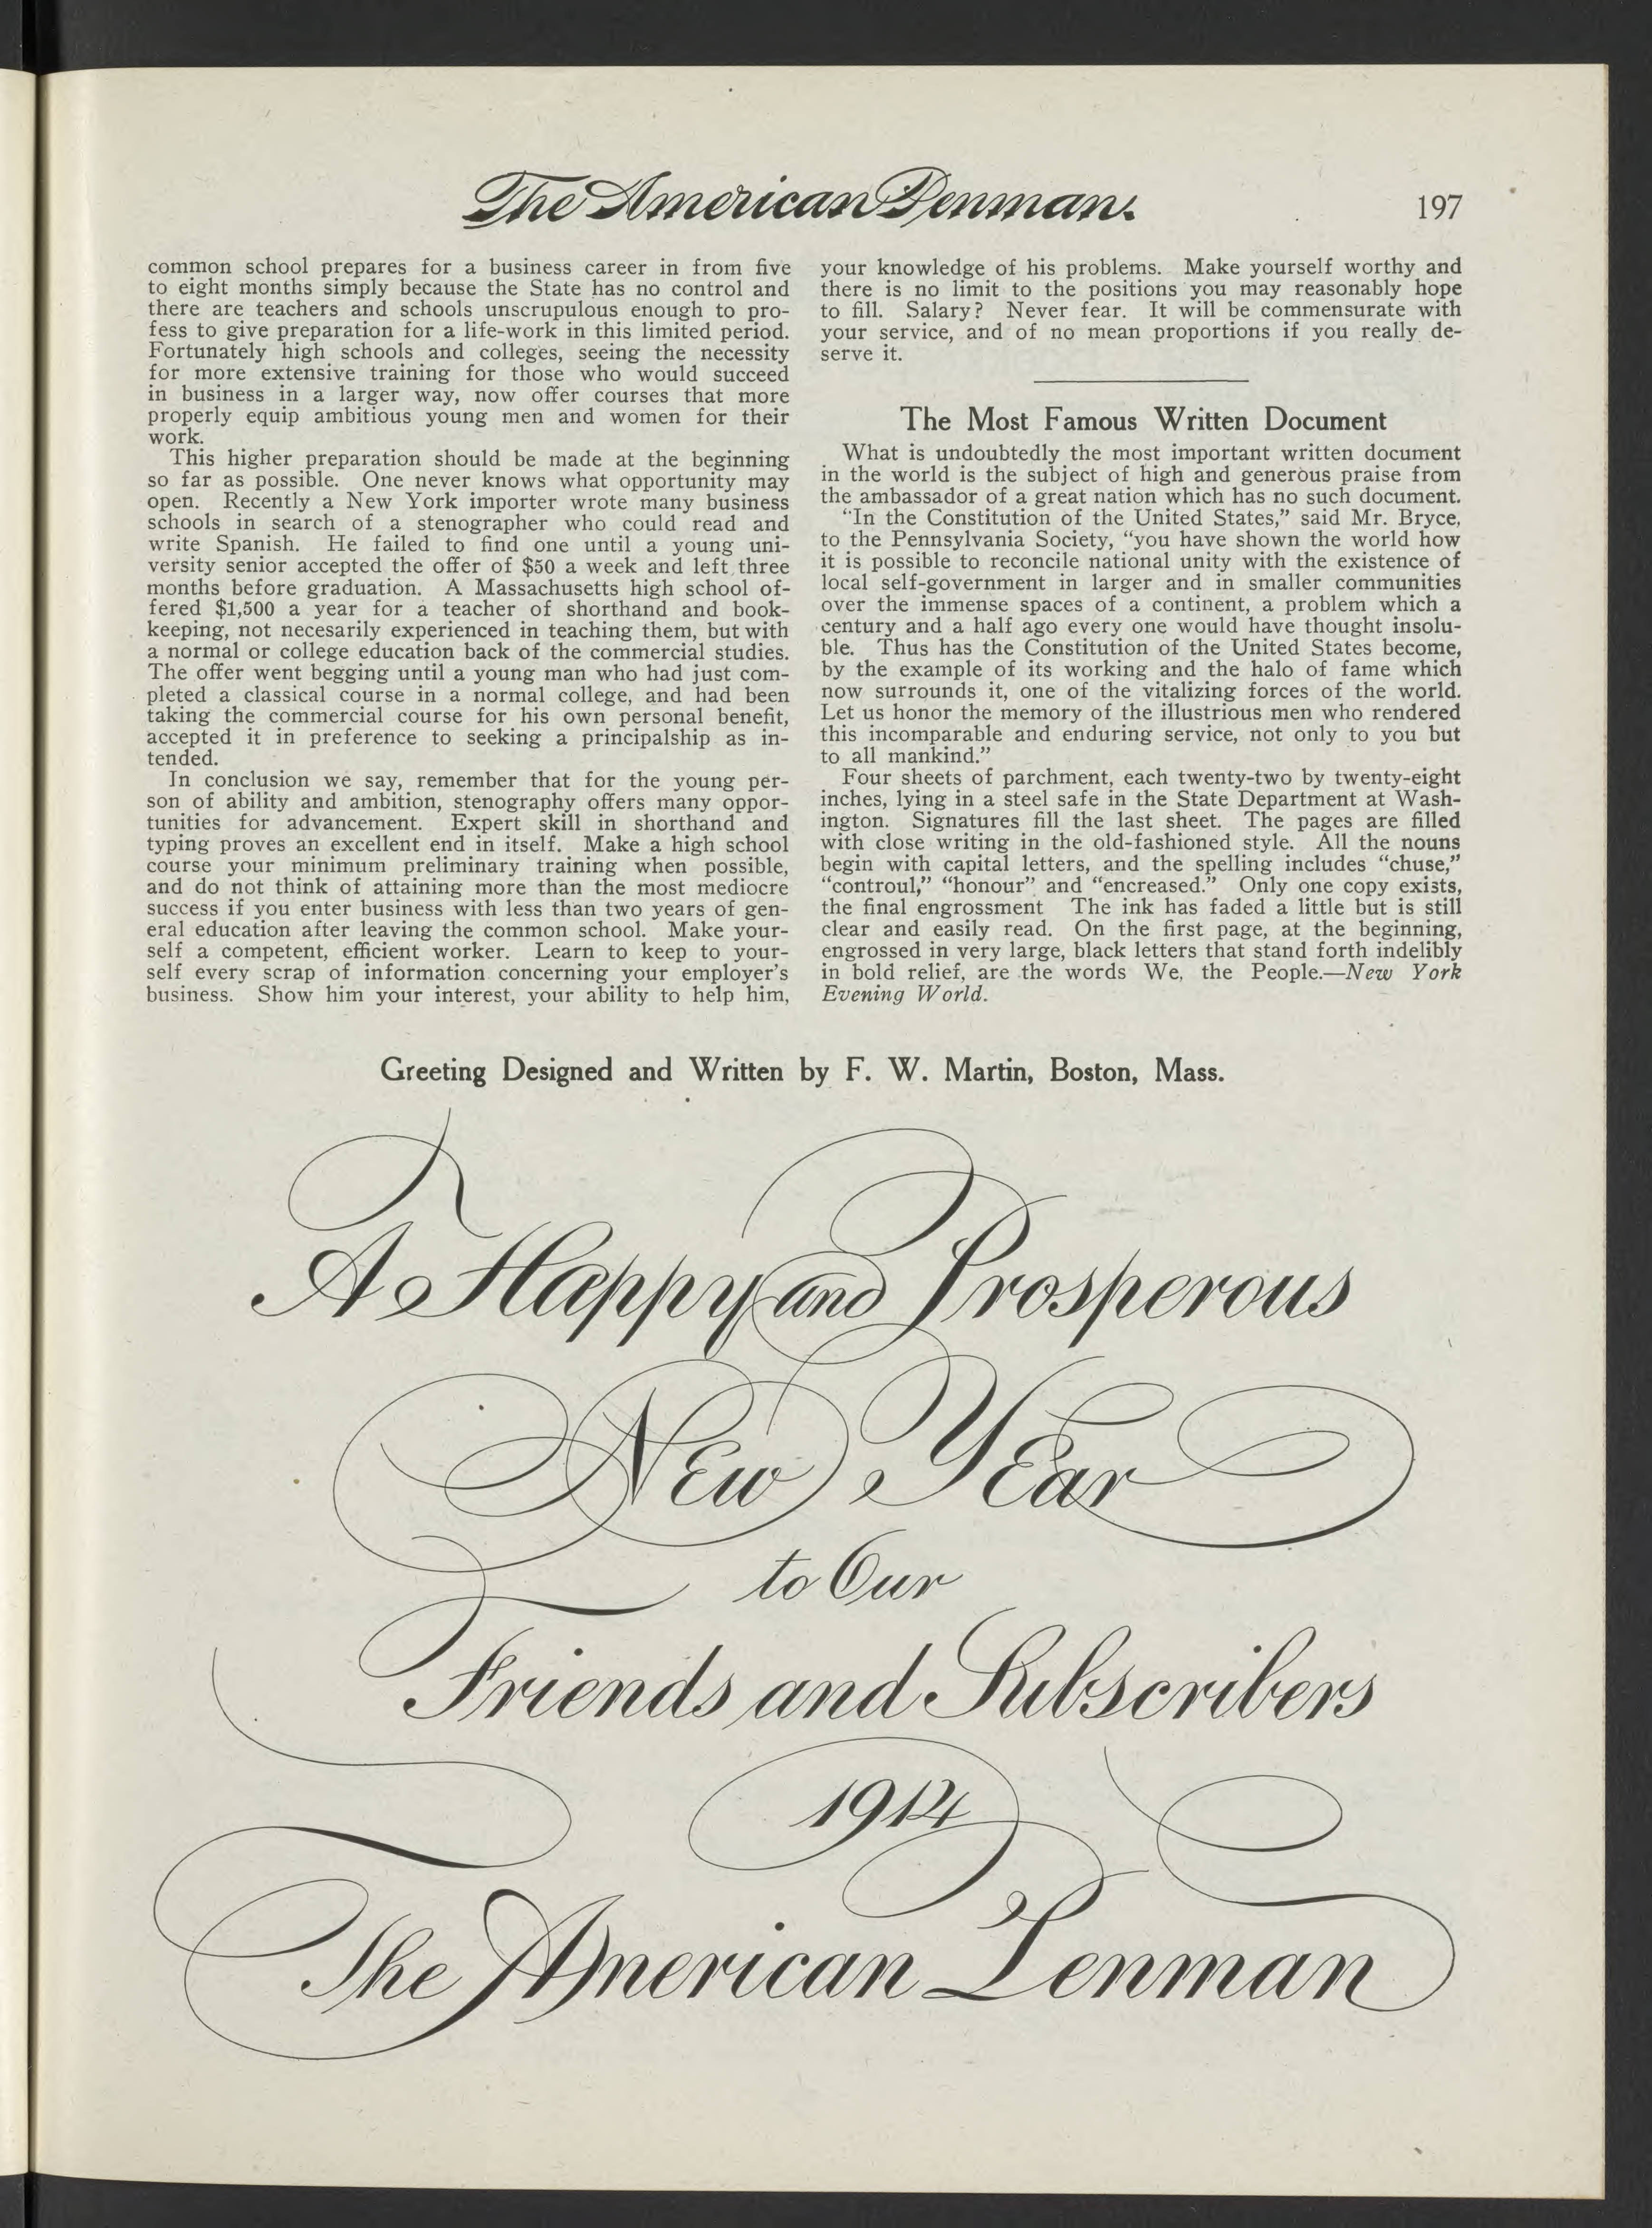 The American Penman.
197
common school prepares for a business career in from five
to eight months simply because the State has no control and
there are teachers and schools unscrupulous enough to pro-
fess to give preparation for a life-work in this limited period.
Fortunately high schools and colleges, seeing the necessity
for more extensive training for those who would succeed
in business in a larger way, now offer courses that more
properly equip ambitious young men and women for their
work.
This higher preparation should be made at the beginning
so far as possible. One never knows what opportunity may
open. Recently a New York importer wrote many business
schools in search of a stenographer who could read and
write Spanish. He failed to find one until a young uni-
versity senior accepted the offer of $50 a week and left three
months before graduation. A Massachusetts high school of-
fered $1,500 a year for a teacher of shorthand and book-
keeping, not necesarily experienced in teaching them, but with
a normal or college education back of the commercial studies.
The offer went begging until a young man who had just com-
pleted a classical course in a normal college, and had been
taking the commercial course for his own personal benefit,
accepted it in preference to seeking a principalship as in-
tended.
In conclusion we say, remember that for the young per-
son of ability and ambition, stenography offers many oppor-
tunities for advancement. Expert skill in shorthand and
typing proves an excellent end in itself. Make a high school
course your minimum preliminary training when possible,
and do not think of attaining more than the most mediocre
success if you enter business with less than two years of gen-
eral education after leaving the common school. Make your-
self a competent, efficient worker. Learn to keep to your-
self every scrap of information concerning your employer's
business. Show him your interest, your ability to help him,
your knowledge of his problems. Make yourself worthy and
there is no limit to the positions you may reasonably hope
to fill. Salary? Never fear. It will be commensurate with
your service, and of no mean proportions if you really de-
serve it.
The Most Famous Written Document
What is undoubtedly the most important written document
in the world is the subject of high and generous praise from
the ambassador of a great nation which has no such document.
"In the Constitution of the United States," said Mr. Bryce,
to the Pennsylvania Society, "you have shown the world how
it is possible to reconcile national unity with the existence of
local self-government in larger and in smaller communities
over the immense spaces of a continent, a problem which a
century and a half ago every one would have thought insolu-
ble. Thus has the Constitution of the United States become,
by the example of its working and the halo of fame which
now surrounds it, one of the vitalizing forces of the world.
Let us honor the memory of the illustrious men who rendered
this incomparable and enduring service, not only to you but
to all mankind."
Four sheets of parchment, each twenty-two by twenty-eight
inches, lying in a steel safe in the State Department at Wash-
ington. Signatures fill the last sheet. The pages are filled
with close writing in the old-fashioned style. All the nouns
begin with capital letters, and the spelling includes "chuse,"
"controul," "honour" and "encreased." Only one copy exists,
the final engrossment The ink has faded a little but is still
clear and easily read. On the first page, at the beginning,
engrossed in very large, black letters that stand forth indelibly
in bold relief, are the words We, the People.—New York
Evening World.
Greeting Designed and Written by F. W. Martin, Boston, Mass.
A Happy and Prosperous
New Year
to Our
Friends and Subscribers
1914
The American Penman